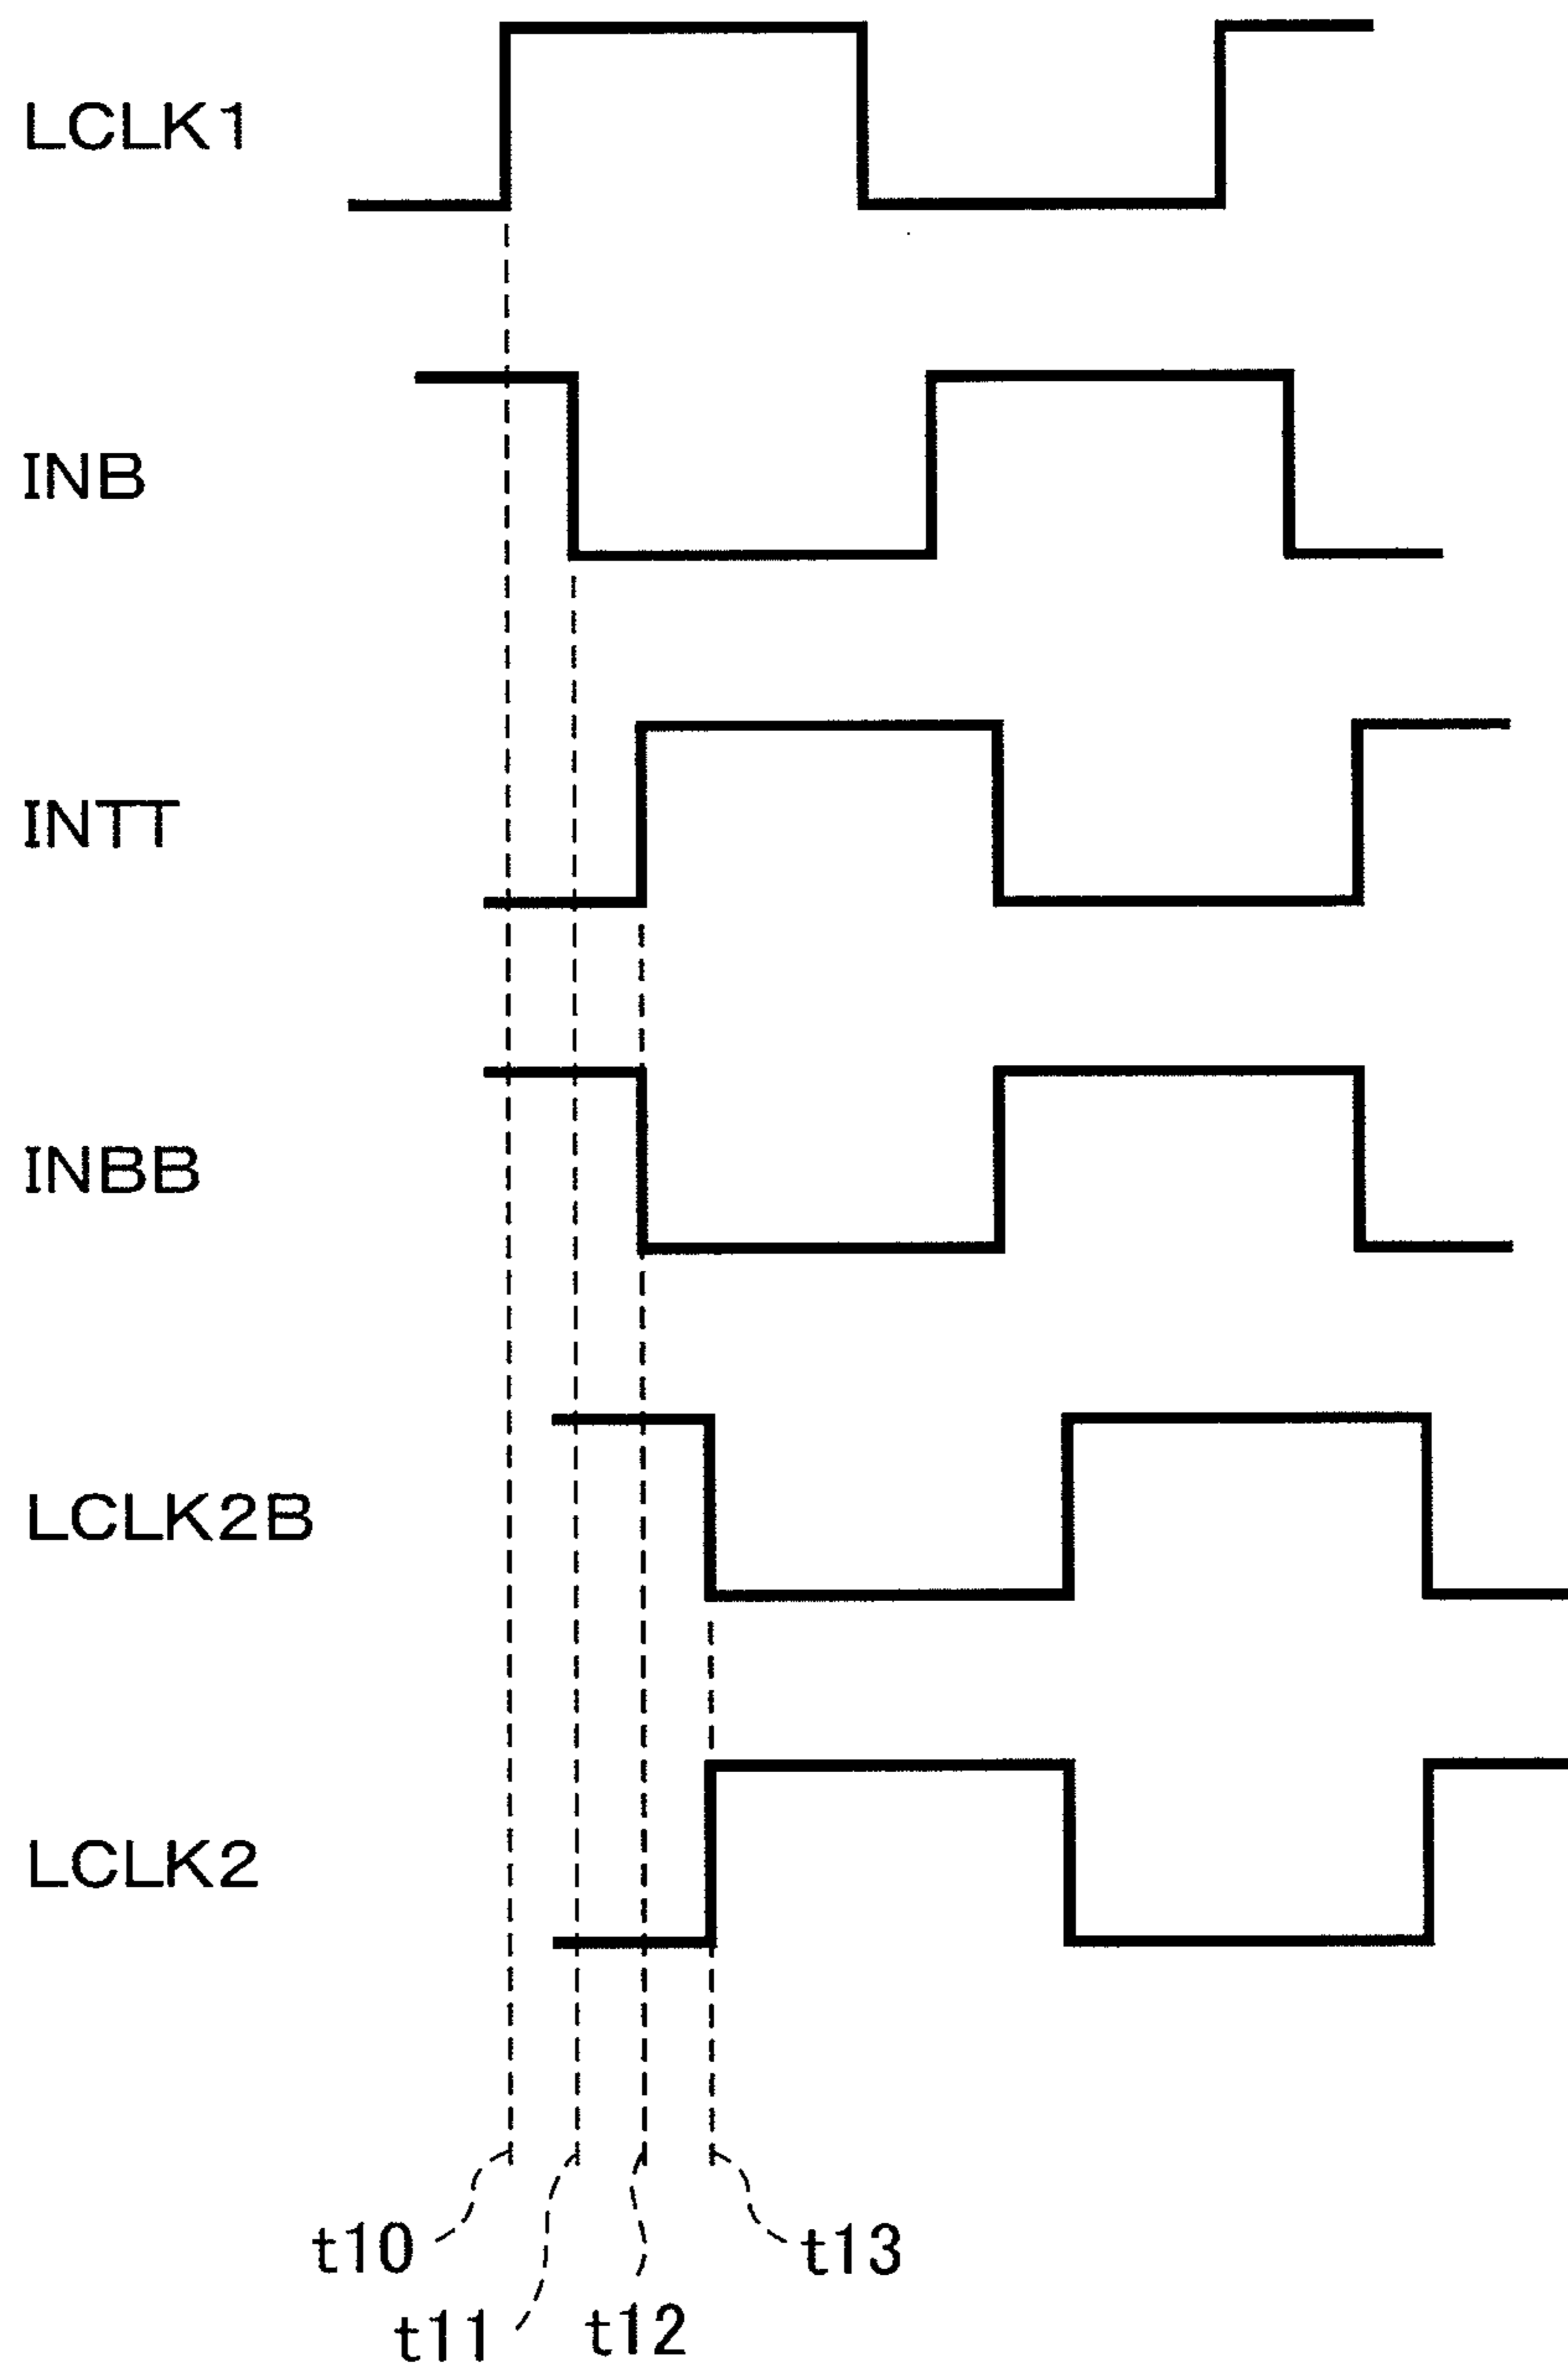 LCLK1
INB
INTT
INBB
LCLK2B
LCLK2
t10
t13
t11
t12